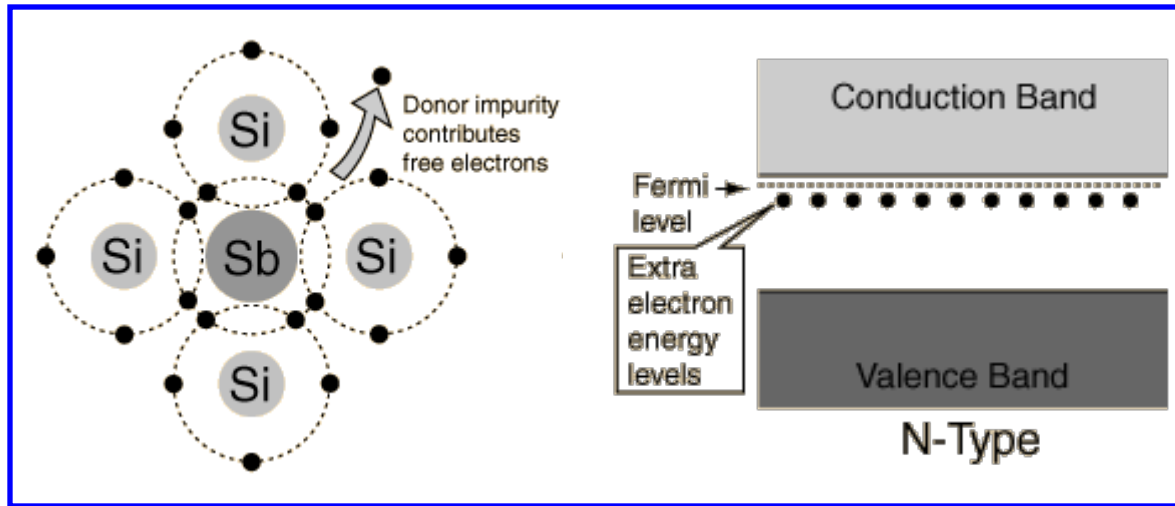 Si
Donor impurity
contributes
free electrons
Si
Sb
Si
Si
Conduction Band
Fermi
level
Extra
electron
energy
levels
Valence Band
N-Type